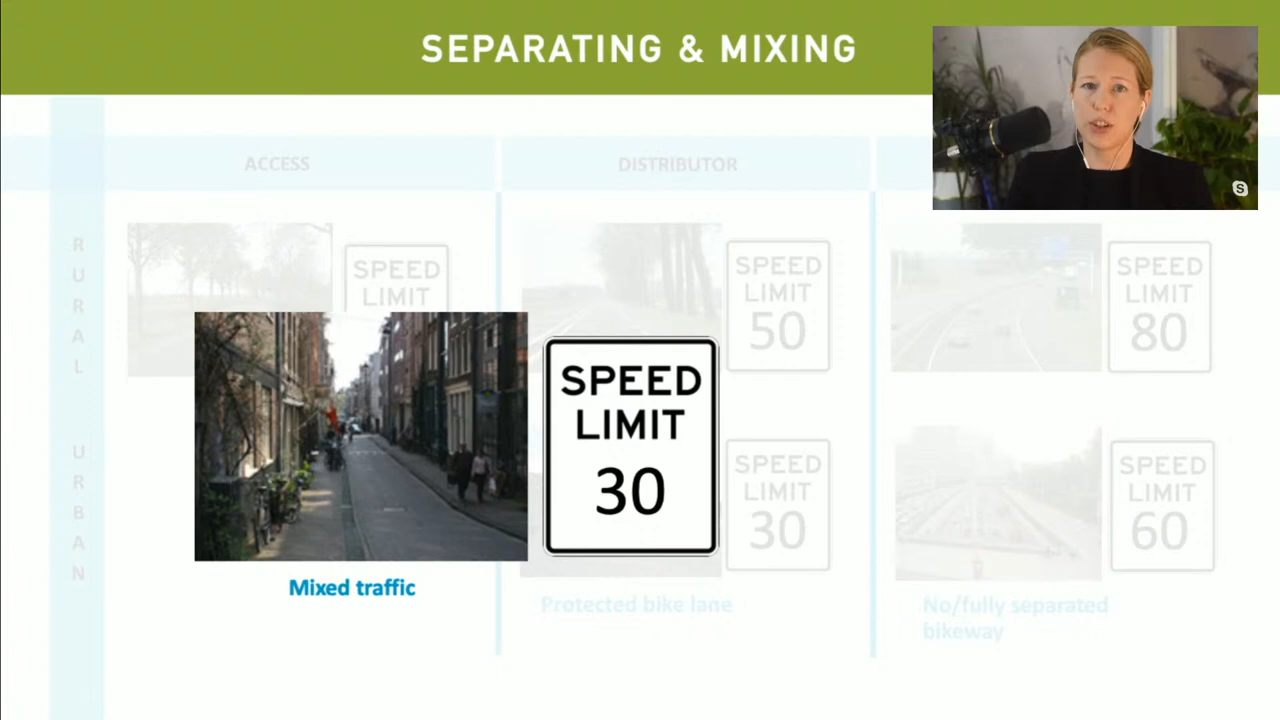 SEPARATING & MIXING
ACCESS
DISTRIBUTOR
RURAL
SPEED
LIMIT
SPEED
LIMIT
50
SPEED
LIMIT
80
URBAN
SPEED
LIMIT
30
SPEED
LIMIT
30
SPEED
LIMIT
60
Mixed traffic
Protected bike lane
No/fully separated
bikeway
S